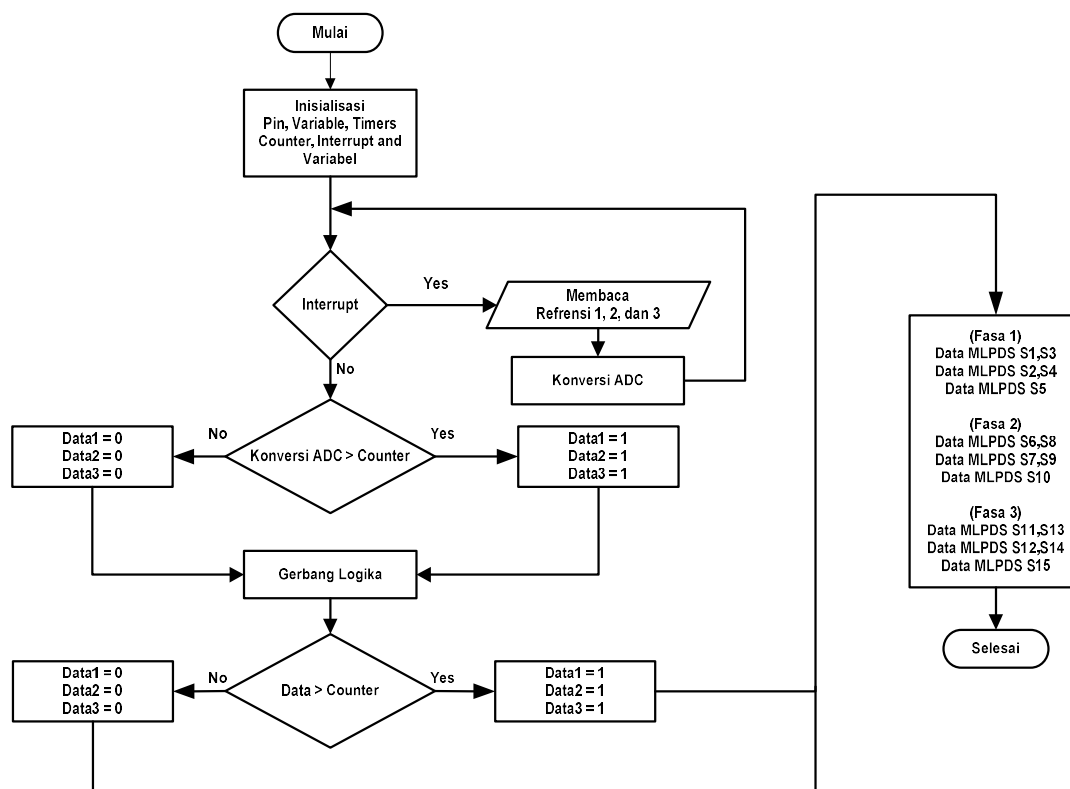 Mulai
Inisialisasi
Pin, Variable, Timers
Counter, Interrupt and
Variabel
Interrupt
Yes
Membaca
Refrensi 1, 2, dan 3
Konversi ADC
No
Konversi ADC > Counter
No
Data1 = 0
Data2 = 0
Data3 = 0
Yes
Data1 = 1
Data2 = 1
Data3 = 1
Gerbang Logika
Data > Counter
No
Data1 = 0
Data2 = 0
Data3 = 0
Yes
Data1 = 1
Data2 = 1
Data3 = 1
(Fasa 1)
Data MLPDS S1,S3
Data MLPDS S2,S4
Data MLPDS S5
(Fasa 2)
Data MLPDS S6,S8
Data MLPDS S7,S9
Data MLPDS S10
(Fasa 3)
Data MLPDS S11,S13
Data MLPDS S12,S14
Data MLPDS S15
Selesai